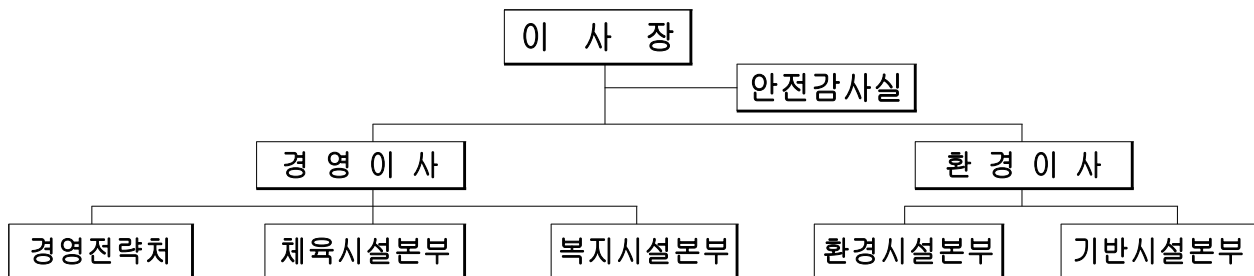 이 사 장
안전감사실
경 영 이 사
환 경 이 사
경영전략처
체육시설본부
복지시설본부
환경시설본부
기반시설본부